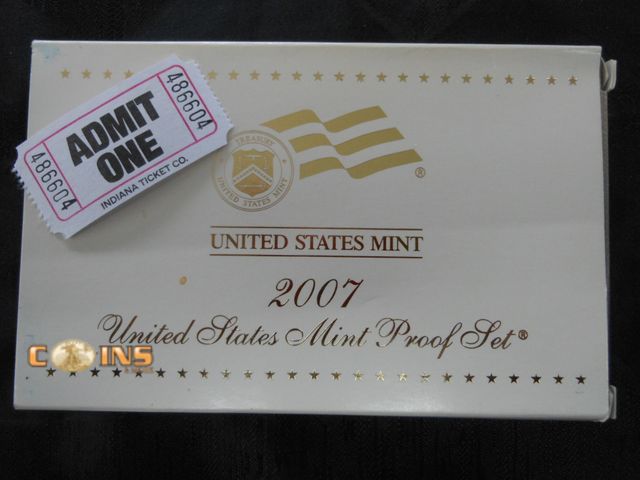 486604
ADMIT
ONE
INDIANA TICKET CO.
486604
TREASURY
UNITED STATES MINT
®
UNITED STATES MINT
2007
United States Mint Proof Set®
COINS